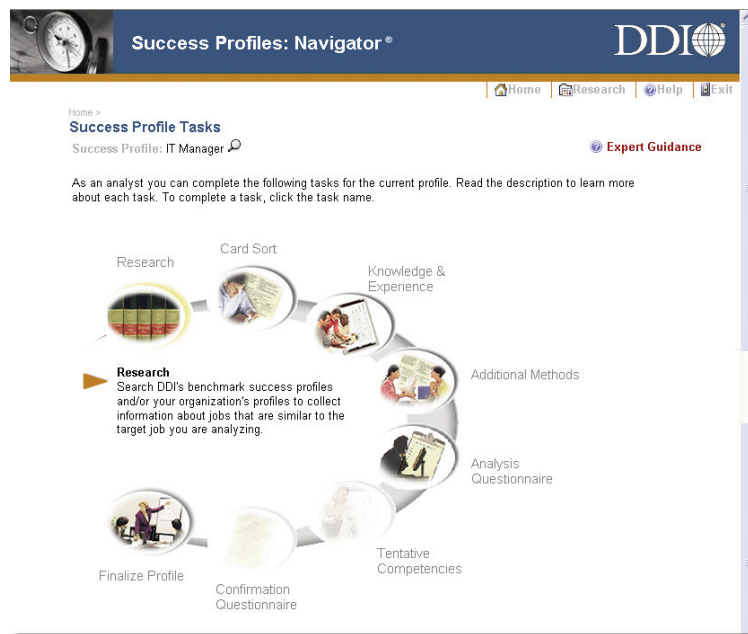 Success Profiles: Navigator ®
DDI
Home Research Help Exit
Home >
Success Profile Tasks
Success Profile: IT Manager
Expert Guidance
As an analyst you can complete the following tasks for the current profile. Read the description to learn more
about each task. To complete a task, click the task name.
Card Sort
Research
Knowledge &
Experience
Research
Search DDI's benchmark success profiles
and/or your organization's profiles to collect
information about jobs that are similar to the
target job you are analyzing.
Additional Methods
Analysis
Questionnaire
Tentative
Competencies
Finalize Profile
Confirmation
Questionnaire